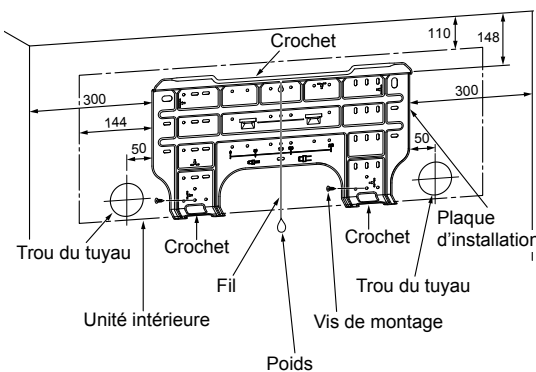 110
148
Crochet
300
300
144
50
50
Trou du tuyau
Crochet
Fil
Crochet
Plaque
d'installation
Trou du tuyau
Unité intérieure
Vis de montage
Poids